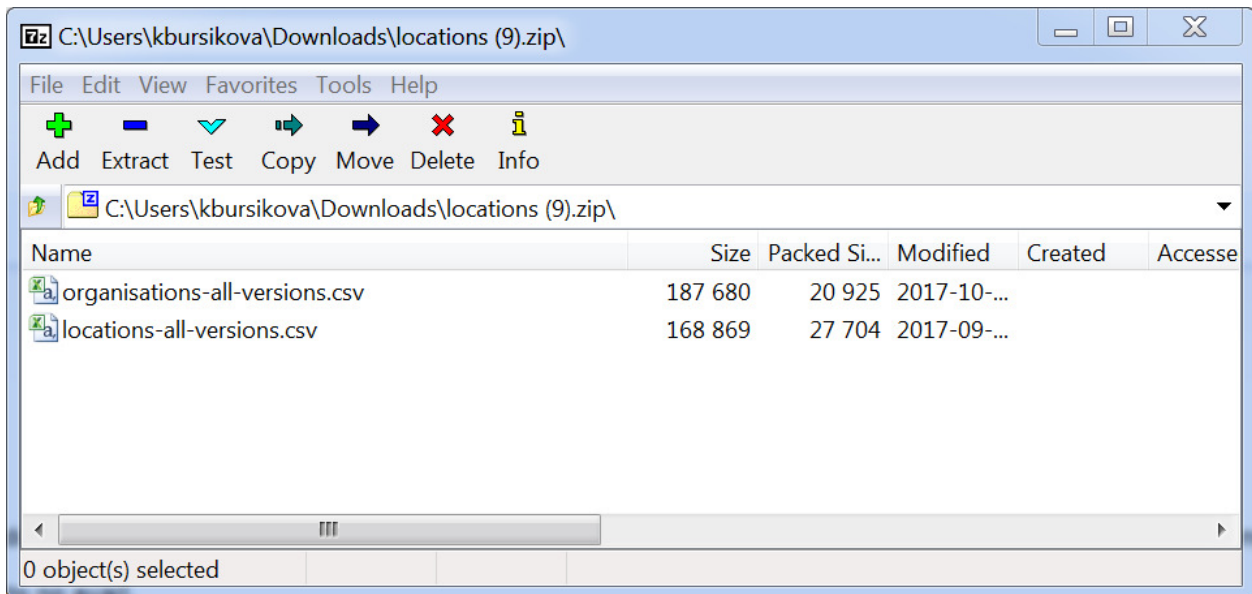 7z C:\Users\kbursikova\Downloads\locations (9).zip\
File Edit View Favorites Tools Help
Add Extract Test Copy Move Delete Info
C:\Users\kbursikova\Downloads\locations (9).zip\
Name Size Packed Si... Modified Created Accesse
organisations-all-versions.csv 187 680 20 925 2017-10-...
locations-all-versions.csv 168 869 27 704 2017-09-...
0 object(s) selected